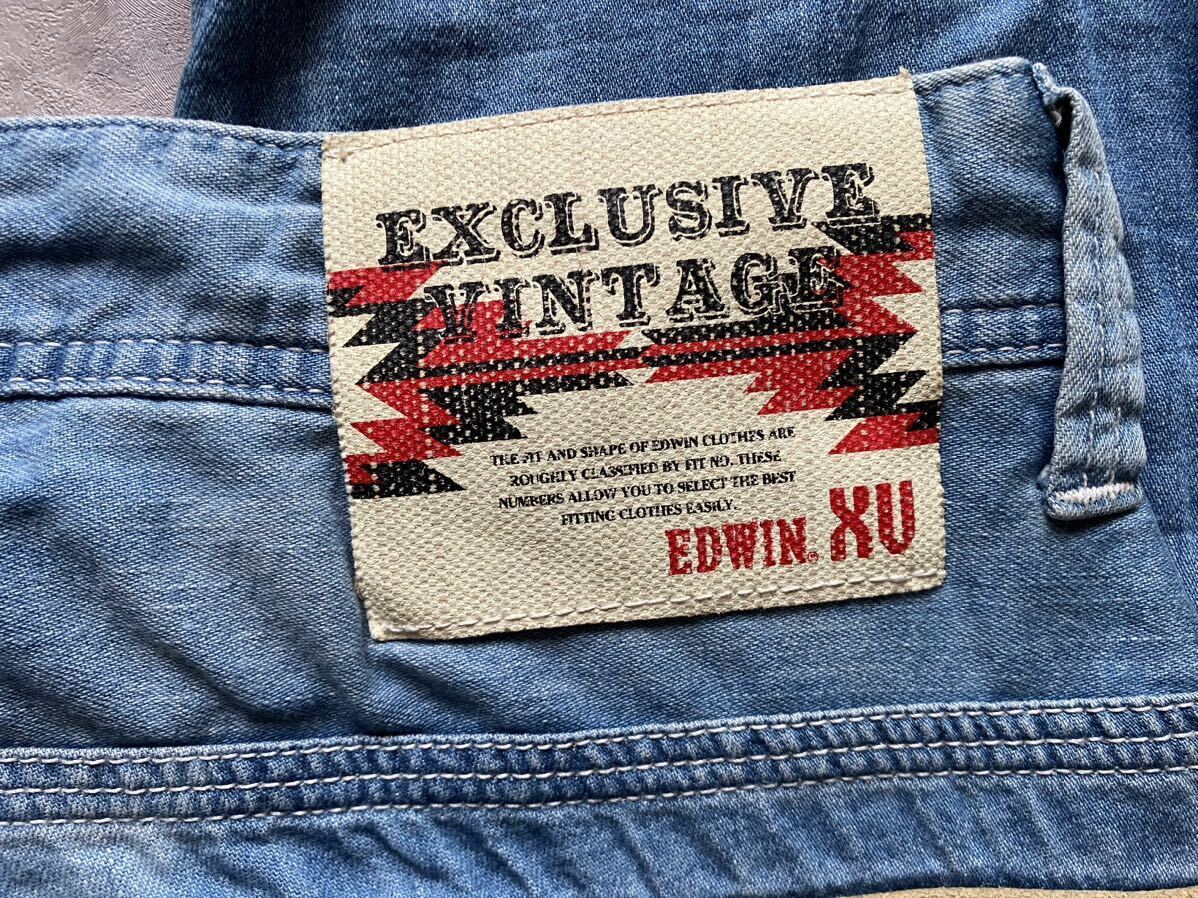 EXCLUSIVE
VINTAGE
THE FIT AND SHAPE OF EDWIN CLOTHES ARE
ROUGHLY CLASSIFIED BY FIT NO. THESE
NUMBERS ALLOW YOU TO SELECT THE BEST
FITTING CLOTHES EASILY.
EDWIN. XU